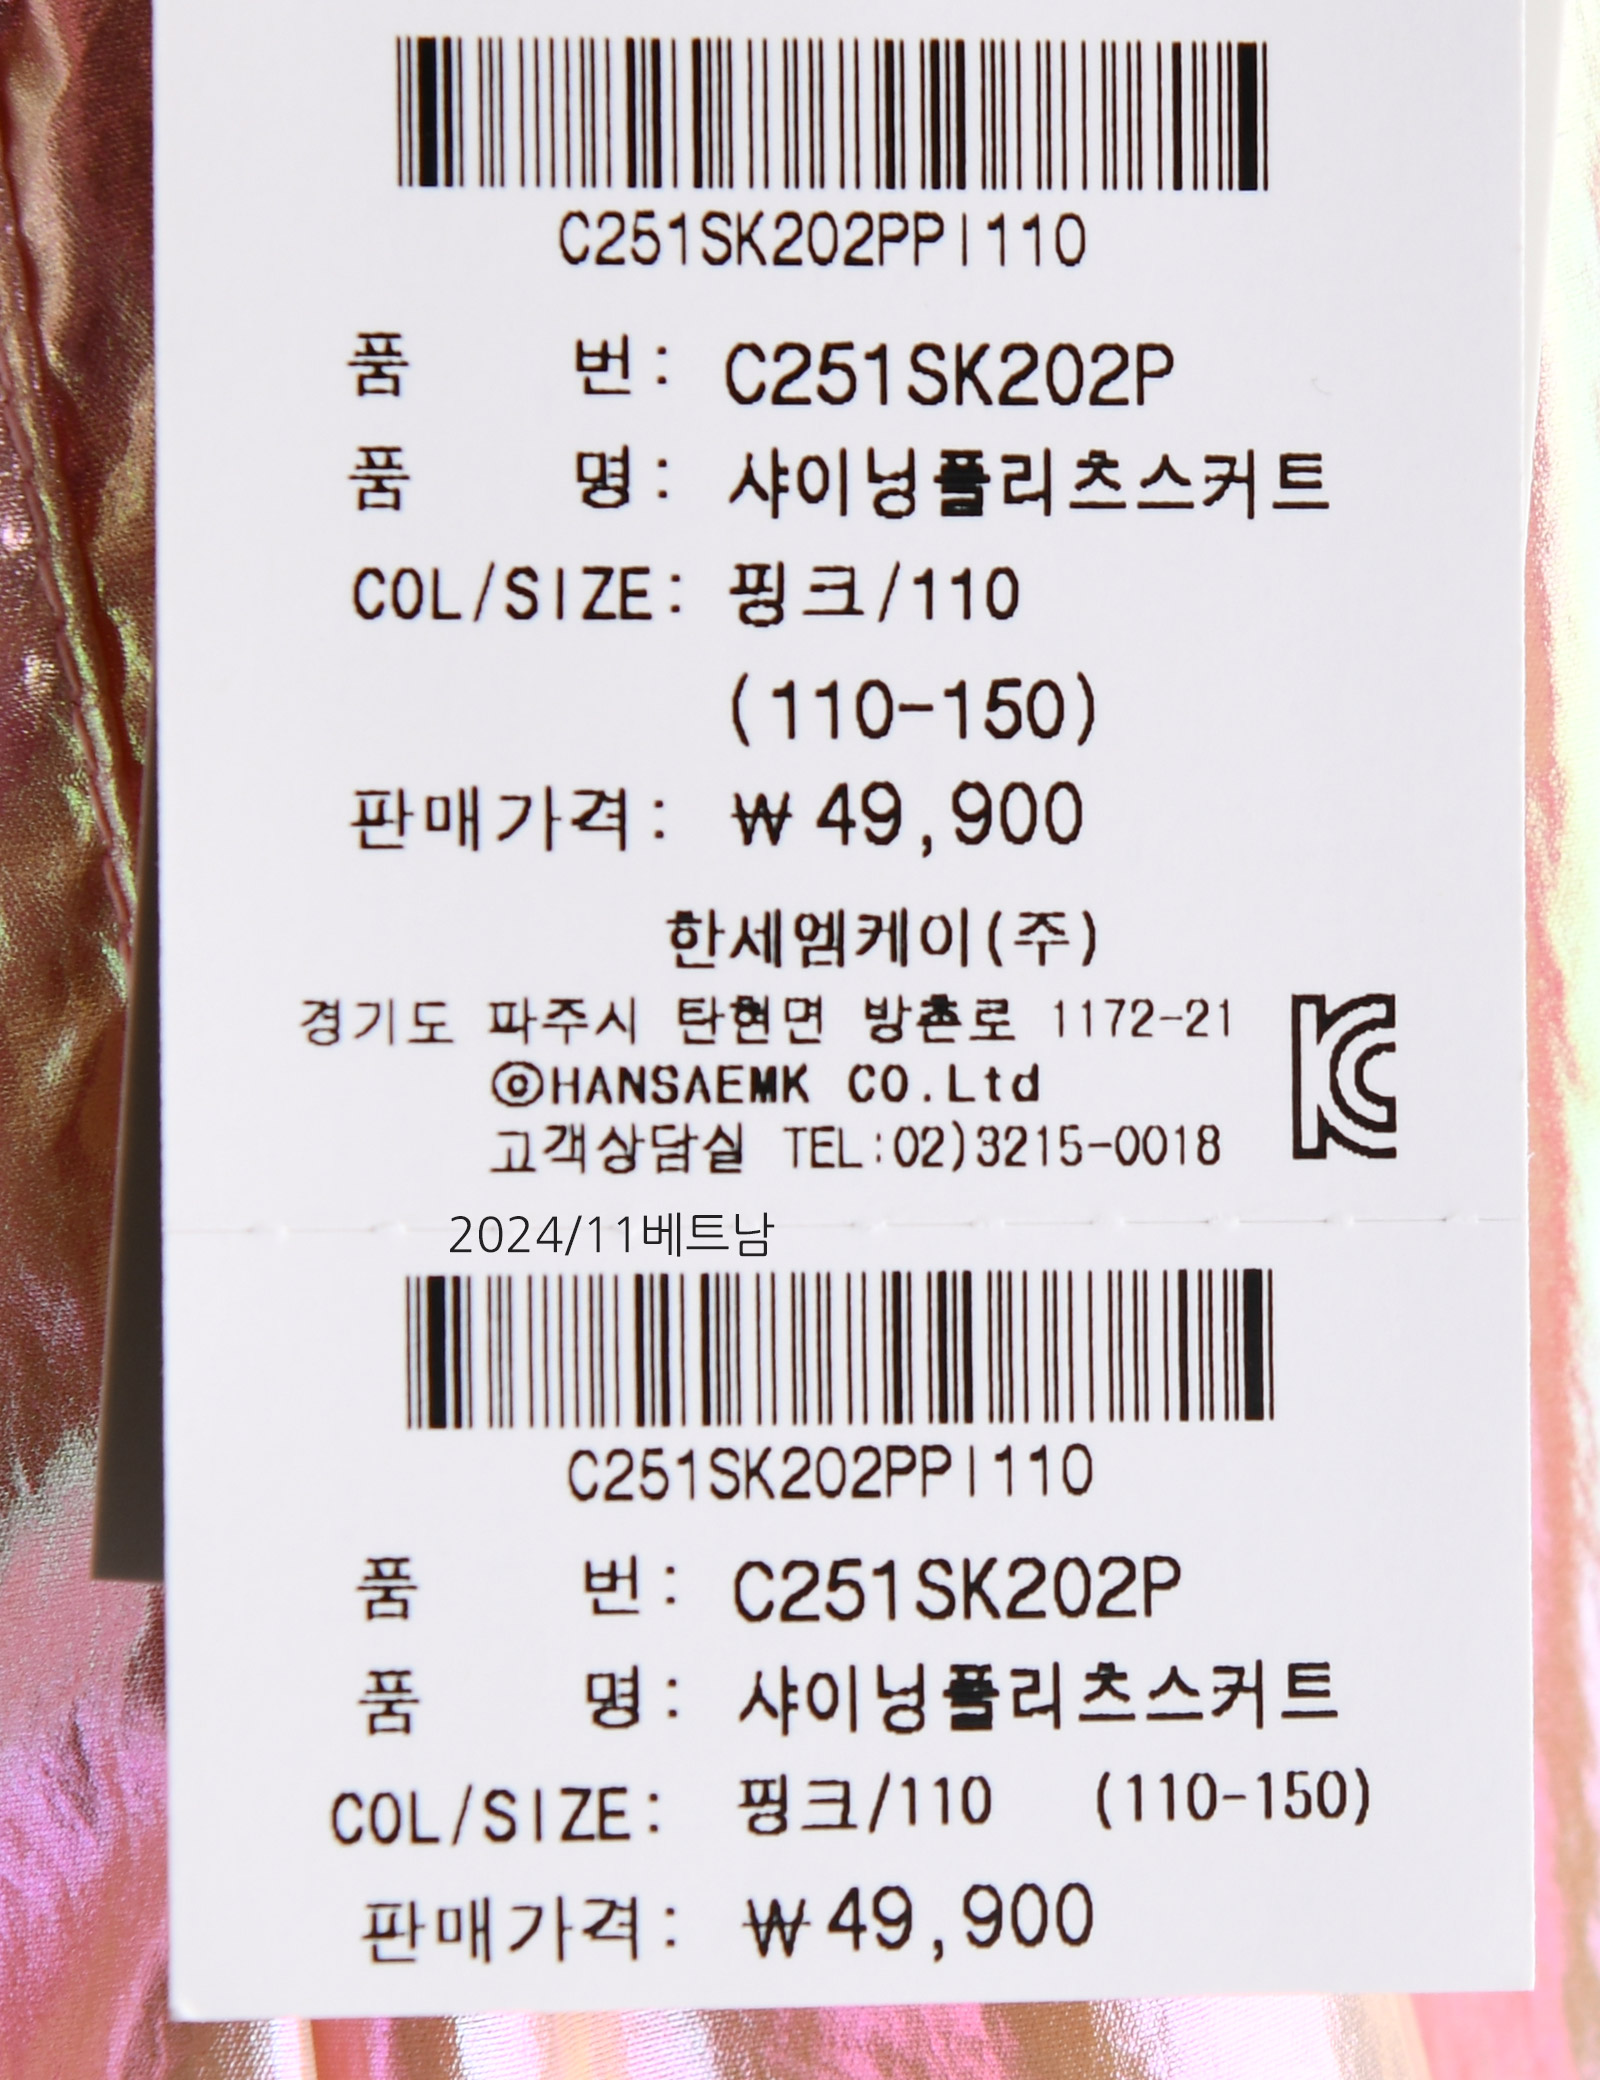 C251SK202PPI110
품 번: C251SK202P
품 명: 샤이닝플리츠스커트
COL/SIZE: 핑크/110
(110-150)
판매가격: ₩49,900
한세엠케이(주)
경기도 파주시 탄현면 방촌로 1172-21
ⓒHANSAEMK CO.Ltd
고객상담실 TEL:02)3215-0018
KC
2024/11베트남
C251SK202PPI110
품 번: C251SK202P
품 명: 샤이닝플리츠스커트
COL/SIZE: 핑크/110 (110-150)
판매가격: ₩49,900